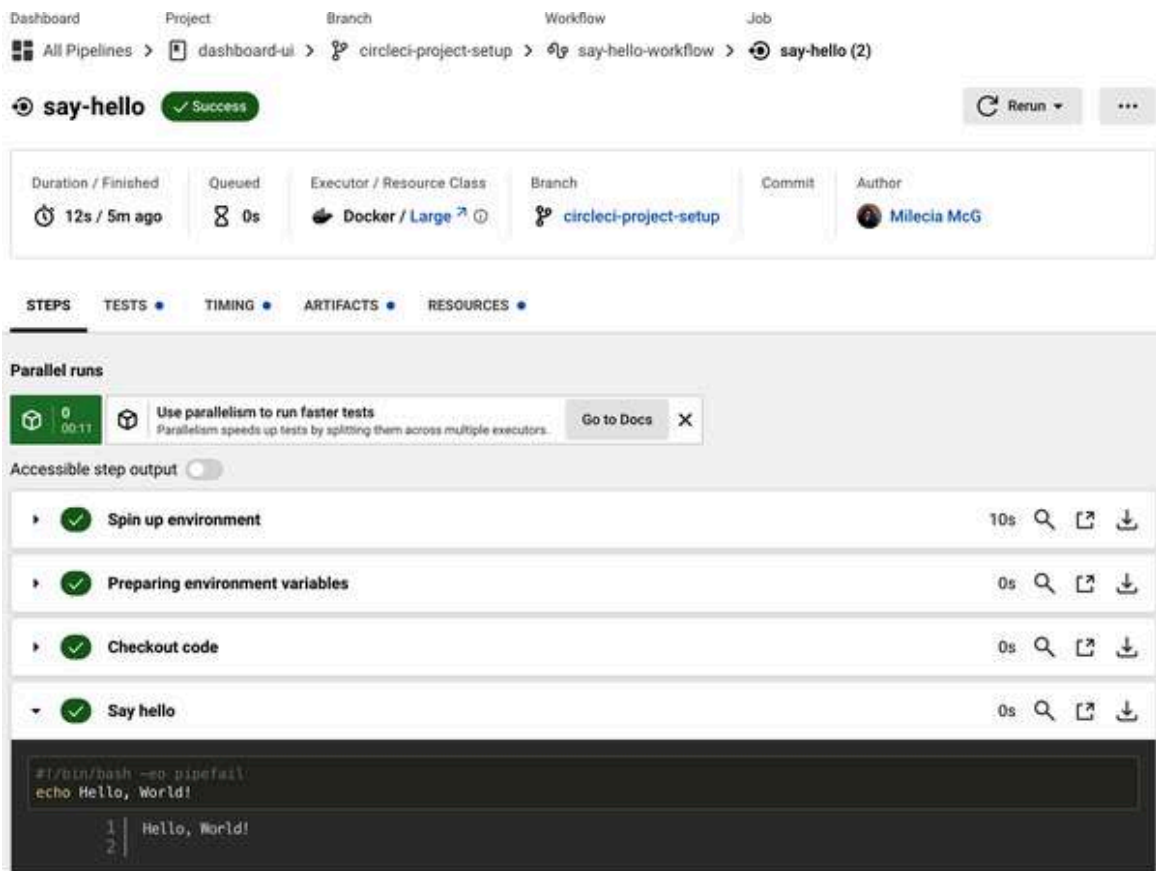 Dashboard Project Branch Workflow Job
All Pipelines > dashboard-ui > circleci-project-setup > say-hello-workflow > say-hello (2)
say-hello Success Rerun ...
Duration / Finished Queued Executor / Resource Class Branch Commit Author
12s / 5m ago 0s Docker / Large circleci-project-setup Milecia McG
STEPS TESTS TIMING ARTIFACTS RESOURCES
Parallel runs
0
00:11
Use parallelism to run faster tests
Parallelism speeds up tests by splitting them across multiple executors.
Go to Docs X
Accessible step output
Spin up environment 10s
Preparing environment variables 0s
Checkout code 0s
Say hello 0s
#!/bin/bash -eo pipefail
echo Hello, World!
1 Hello, World!
2